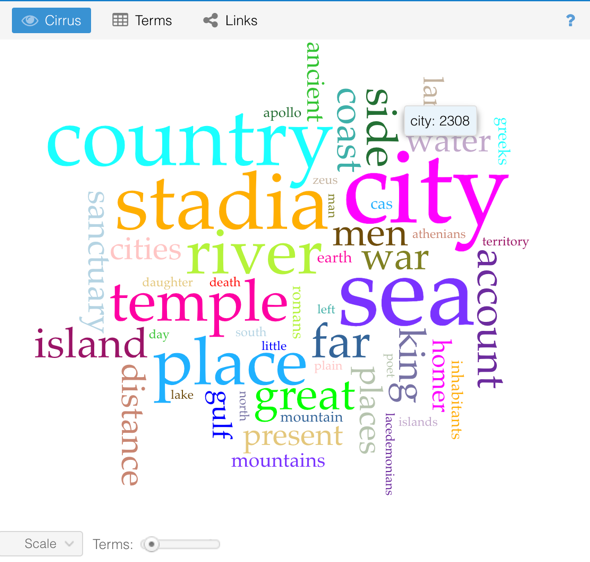 Cirrus Terms Links ?
ancient
coast
side
city: 2308
apollo
country
water
greeks
zeus
stadia
man
cas
city
sanctuary
men
athenians
territory
cities
river
earth
war
account
daughter
death
temple
romans
left
sea
island
day
south
little
far
king
homer
place
plain
poet
inhabitants
distance
lake
gulf
north
great
places
mountain
islands
lacedemonians
present
mountains
Scale Terms: